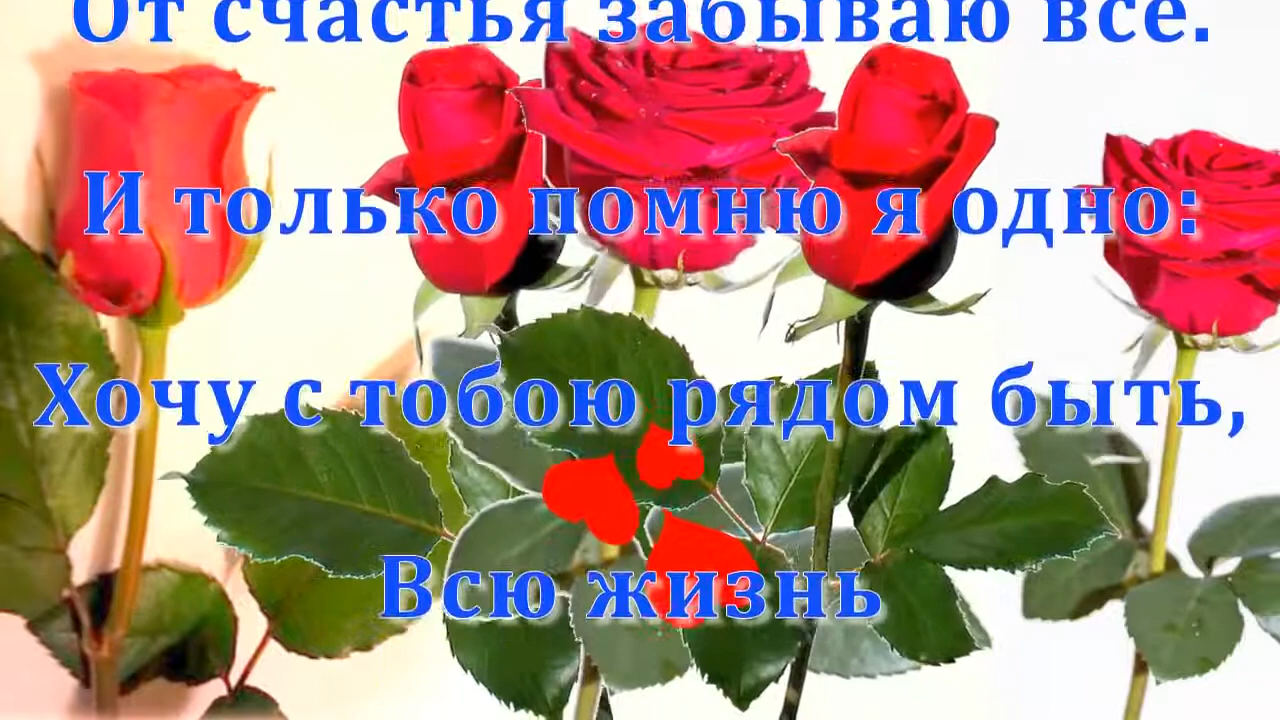 От счастья забываю все.
И только помню я одно:
Хочу с тобою рядом быть,
Всю жизнь